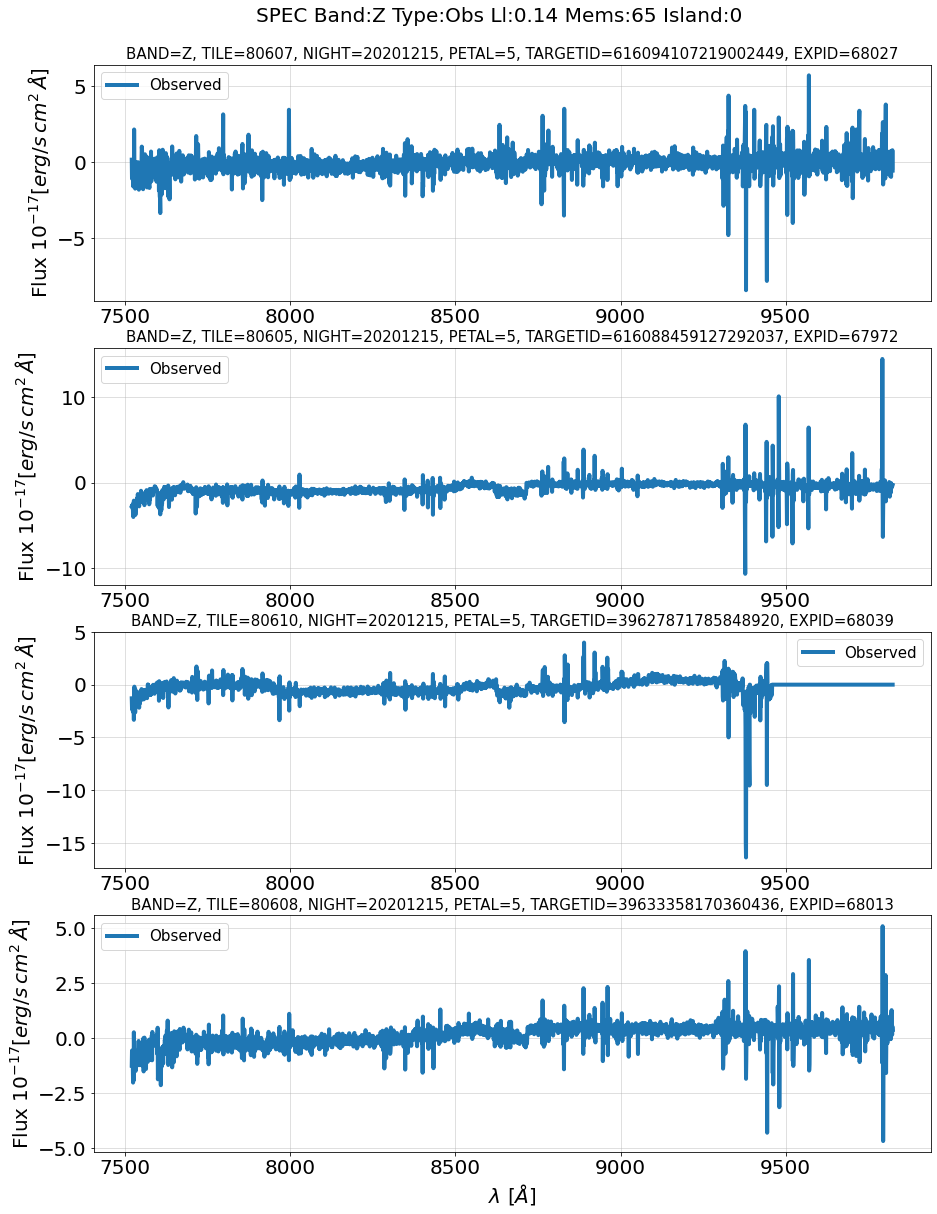 SPEC Band:Z Type:Obs Ll:0.14 Mems:65 Island:0
BAND=Z, TILE=80607, NIGHT=20201215, PETAL=5, TARGETID=616094107219002449, EXPID=68027
Observed
Flux 10^{-17}[erg/s cm^2 Å]
5
0
−5
7500 8000 8500 9000 9500
BAND=Z, TILE=80605, NIGHT=20201215, PETAL=5, TARGETID=616088459127292037, EXPID=67972
Observed
Flux 10^{-17}[erg/s cm^2 Å]
10
0
−10
7500 8000 8500 9000 9500
BAND=Z, TILE=80610, NIGHT=20201215, PETAL=5, TARGETID=39627871785848920, EXPID=68039
Observed
Flux 10^{-17}[erg/s cm^2 Å]
5
0
−5
−10
−15
7500 8000 8500 9000 9500
BAND=Z, TILE=80608, NIGHT=20201215, PETAL=5, TARGETID=39633358170360436, EXPID=68013
Observed
Flux 10^{-17}[erg/s cm^2 Å]
5.0
2.5
0.0
−2.5
−5.0
7500 8000 8500 9000 9500
λ [Å]